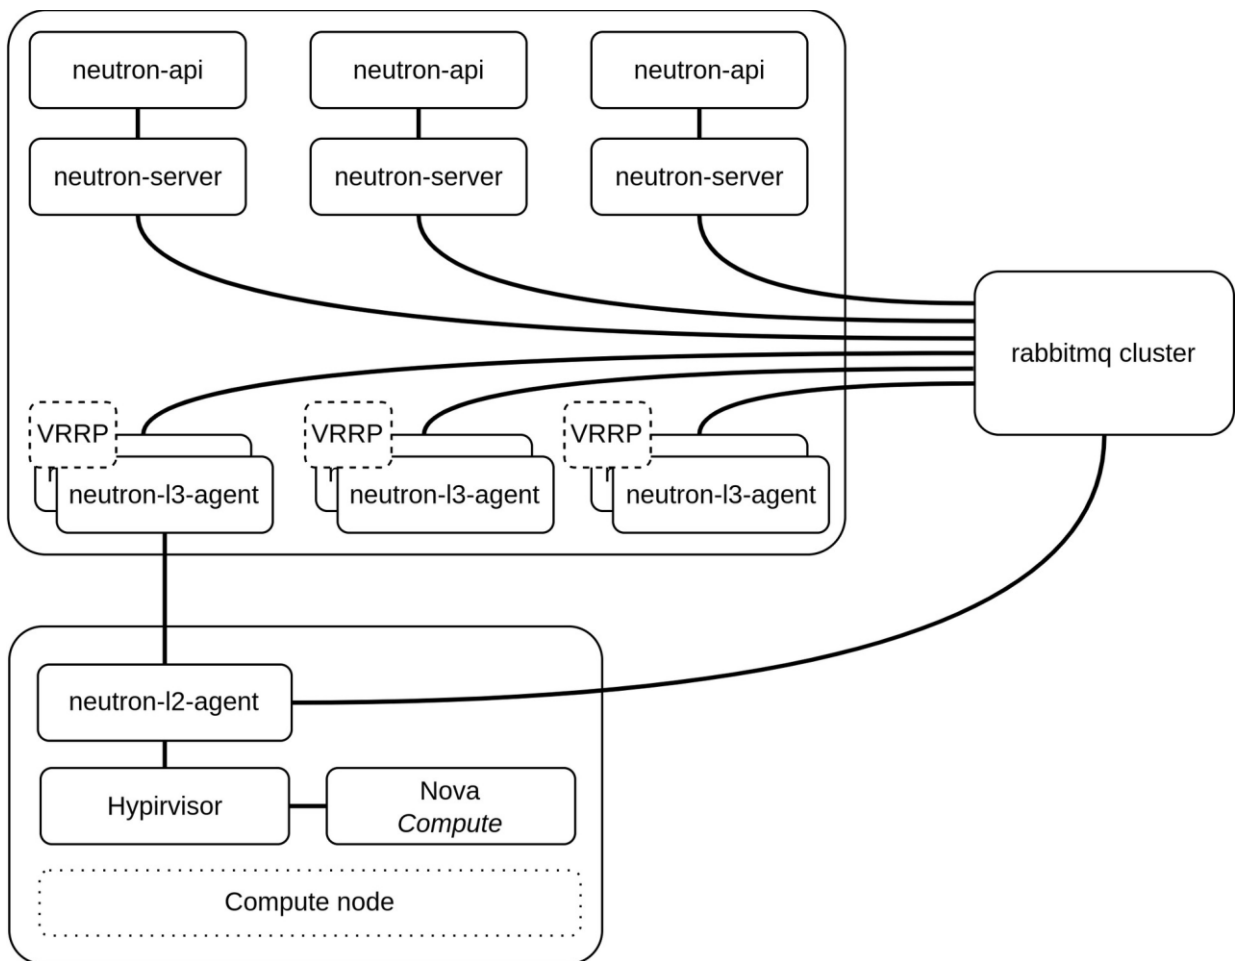 neutron-api
neutron-api
neutron-api
neutron-server
neutron-server
neutron-server
rabbitmq cluster
VRRP
VRRP
VRRP
neutron-l3-agent
neutron-l3-agent
neutron-l3-agent
neutron-l2-agent
Hypirvisor
Nova
Compute
Compute node